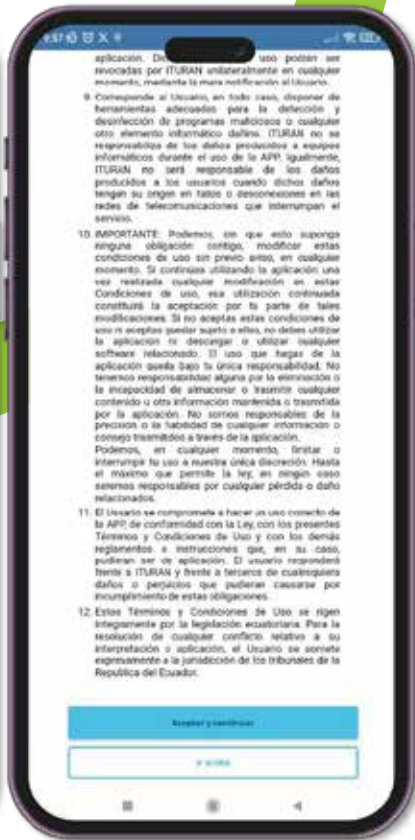 aplicación. uso podrán ser
revocadas por ITURAN unilateralmente en cualquier
momento, mediante la mera notificación al Usuario.
9. Corresponde al Usuario, en todo caso, disponer de
herramientas adecuadas para la detección y
desinfección de programas maliciosos o cualquier
otro elemento informático dañino. ITURAN no se
responsabiliza de los daños producidos a equipos
informáticos durante el uso de la APP. Igualmente,
ITURAN no será responsable de los daños
producidos a los usuarios cuando dichos daños
tengan su origen en fallos o desconexiones en las
redes de telecomunicaciones que interrumpan el
servicio.
10. IMPORTANTE: Podemos, sin que esto suponga
ninguna obligación contigo, modificar estas
condiciones de uso sin previo aviso, en cualquier
momento. Si continúas utilizando la aplicación una
vez realizada cualquier modificación en estas
Condiciones de uso, esa utilización continuada
constituirá la aceptación por tu parte de tales
modificaciones. Si no aceptas estas condiciones de
uso ni aceptas quedar sujeto a ellas, no debes utilizar
la aplicación ni descargar o utilizar cualquier
software relacionado. El uso que hagas de la
aplicación queda bajo tu única responsabilidad. No
tenemos responsabilidad alguna por la eliminación o
la incapacidad de almacenar o trasmitir cualquier
contenido u otra información mantenida o trasmitida
por la aplicación. No somos responsables de la
precisión o la fiabilidad de cualquier información o
consejo trasmitidos a través de la aplicación.
Podemos, en cualquier momento, limitar o
interrumpir tu uso a nuestra única discreción. Hasta
el máximo que permite la ley, en ningún caso
seremos responsables por cualquier pérdida o daño
relacionados.
11. El Usuario se compromete a hacer un uso correcto de
la APP, de conformidad con la Ley, con los presentes
Términos y Condiciones de Uso y con los demás
reglamentos e instrucciones que, en su caso,
pudieran ser de aplicación. El usuario responderá
frente a ITURAN y frente a terceros de cualesquiera
daños o perjuicios que pudieran causarse por
incumplimiento de estas obligaciones.
12. Estos Términos y Condiciones de Uso se rigen
íntegramente por la legislación ecuatoriana. Para la
resolución de cualquier conflicto relativo a su
interpretación o aplicación, el Usuario se somete
expresamente a la jurisdicción de los tribunales de la
Republica del Ecuador.
Aceptar y continuar